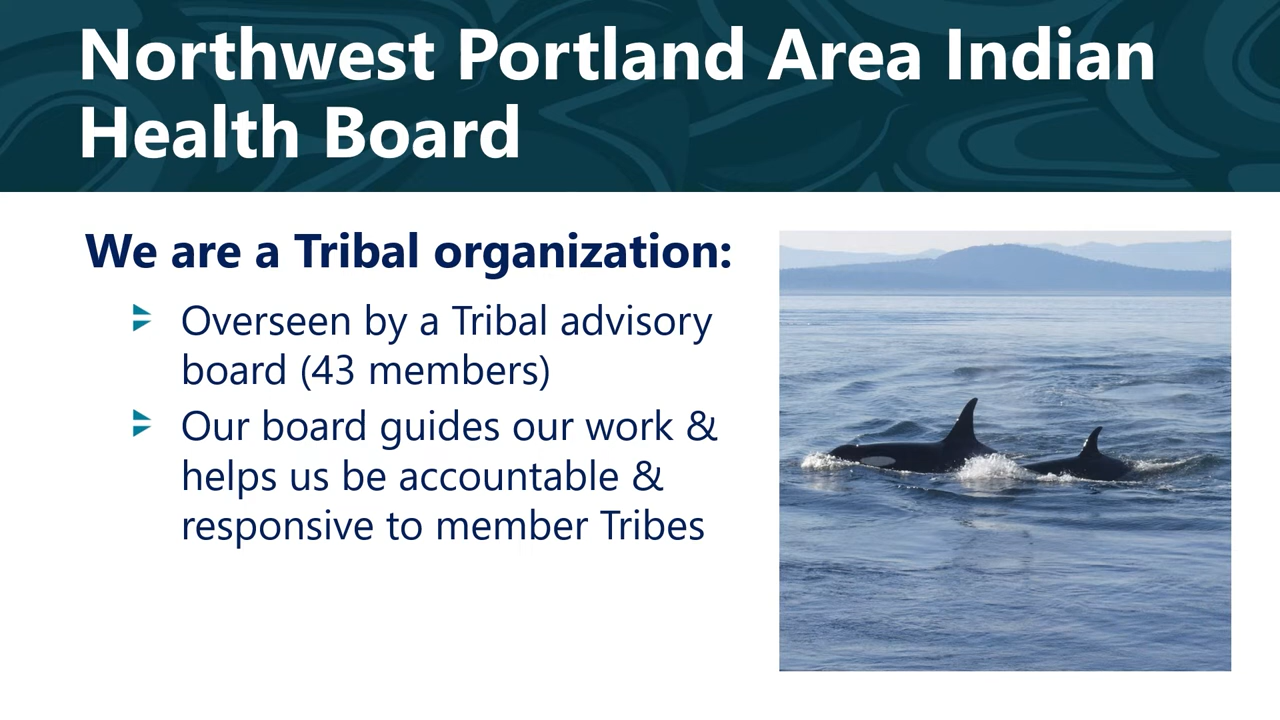 Northwest Portland Area Indian
Health Board
We are a Tribal organization:
Overseen by a Tribal advisory
board (43 members)
Our board guides our work &
helps us be accountable &
responsive to member Tribes